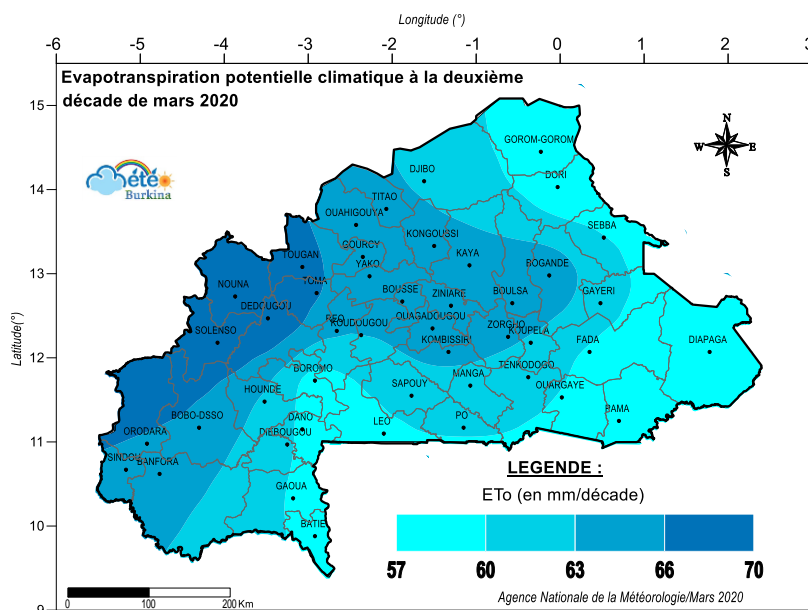 Longitude (°)
-6 -5 -4 -3 -2 -1 0 1 2 3
Evapotranspiration potentielle climatique à la deuxième
décade de mars 2020
15
14
13
12
11
10
9
Latitude(°)
Météo
Burkina
N
W E
S
GOROM-GOROM
DJIBO
DORI
TITAO
OUAHIGOUYA
SEBBA
KONGOUSSI
TOUGAN
GOURCY
KAYA
YAKO
BOGANDE
NOUNA
TOMA
BOUSSE
ZINIARE
BOULSA
GAYERI
DEDOUGOU
SOLENSO
REO
KOUDOUGOU
OUAGADOUGOU
ZORGHO
KOUPELA
KOMBISSIRI
FADA
DIAPAGA
BOROMO
TENKODOGO
MANGA
HOUNDE
SAPOUY
OUARGAYE
BOBO-DSSO
DANO
LEO
PO
PAMA
ORODARA
DIEBOUGOU
SINDOU
BANFORA
GAOUA
BATIE
LEGENDE :
ETo (en mm/décade)
57 60 63 66 70
0 100 200 Km
Agence Nationale de la Météorologie/Mars 2020